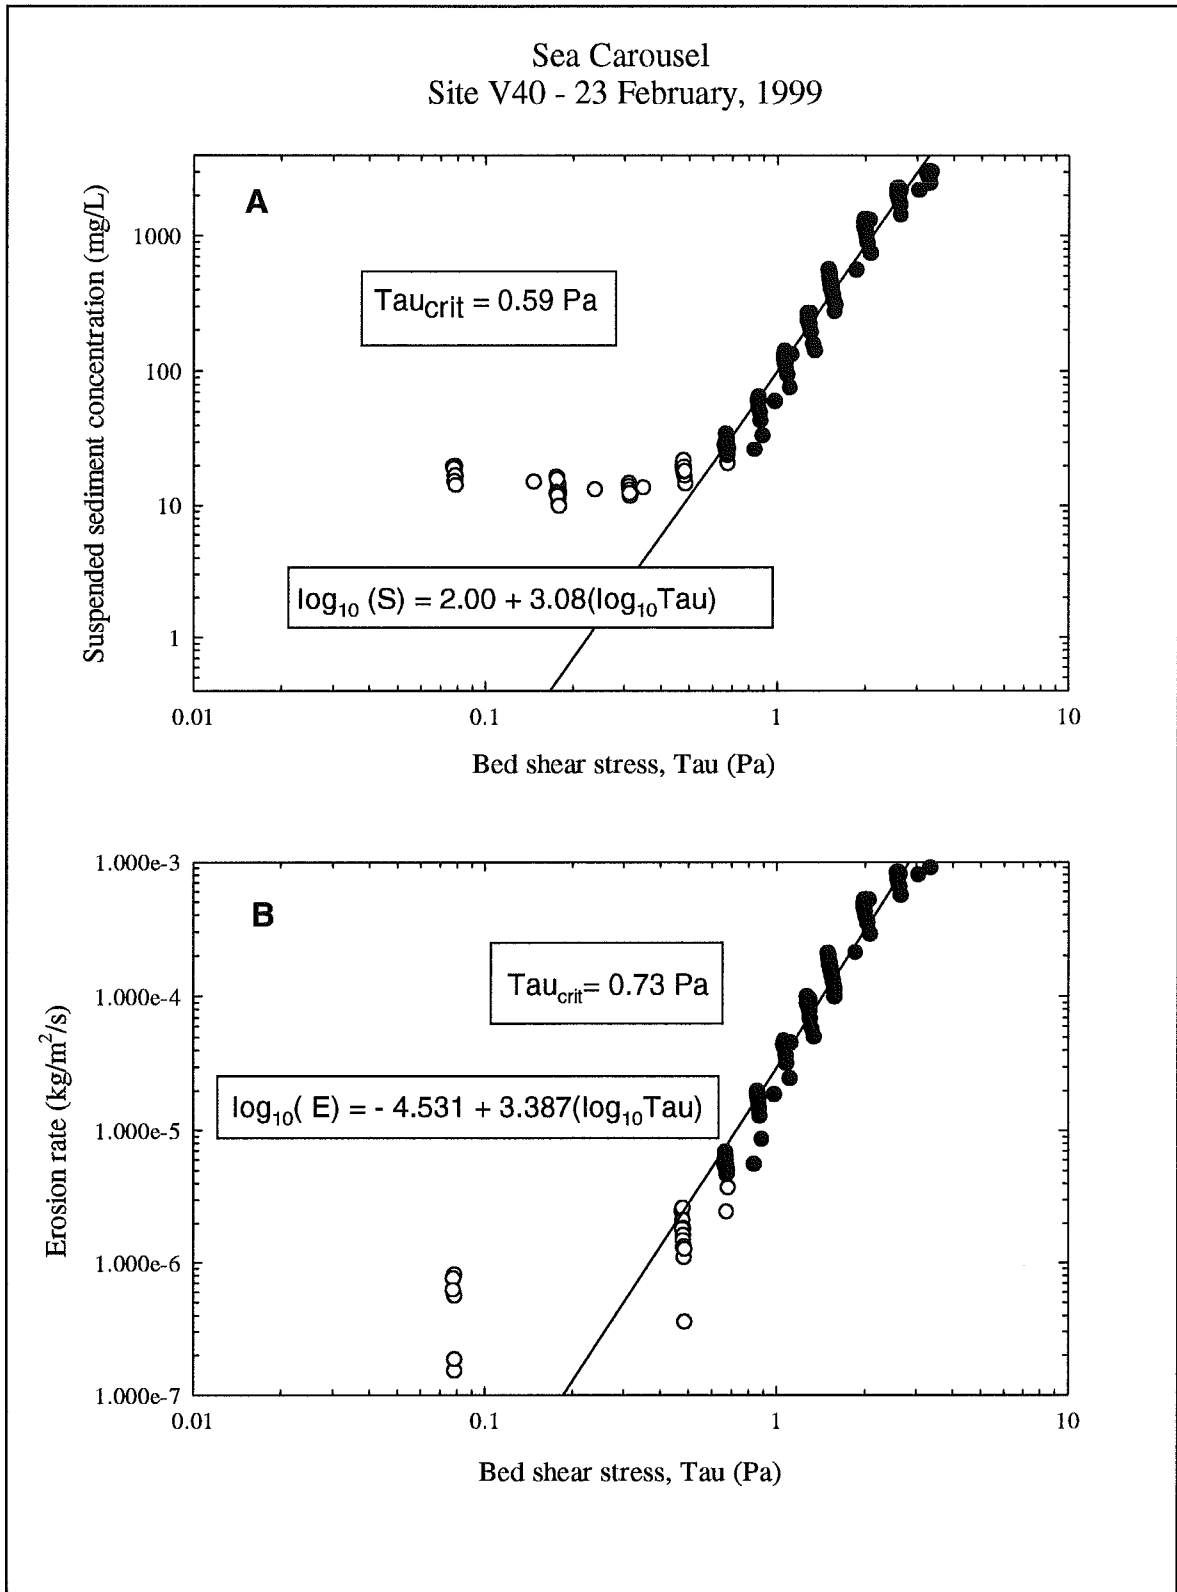 Sea Carousel
Site V40 - 23 February, 1999
A
Suspended sediment concentration (mg/L)
1000
100
10
1
Tau_crit = 0.59 Pa
log₁₀ (S) = 2.00 + 3.08(log₁₀Tau)
0.01 0.1 1 10
Bed shear stress, Tau (Pa)
B
Erosion rate (kg/m²/s)
1.000e-3
1.000e-4
1.000e-5
1.000e-6
1.000e-7
Tau_crit= 0.73 Pa
log₁₀( E) = - 4.531 + 3.387(log₁₀Tau)
0.01 0.1 1 10
Bed shear stress, Tau (Pa)